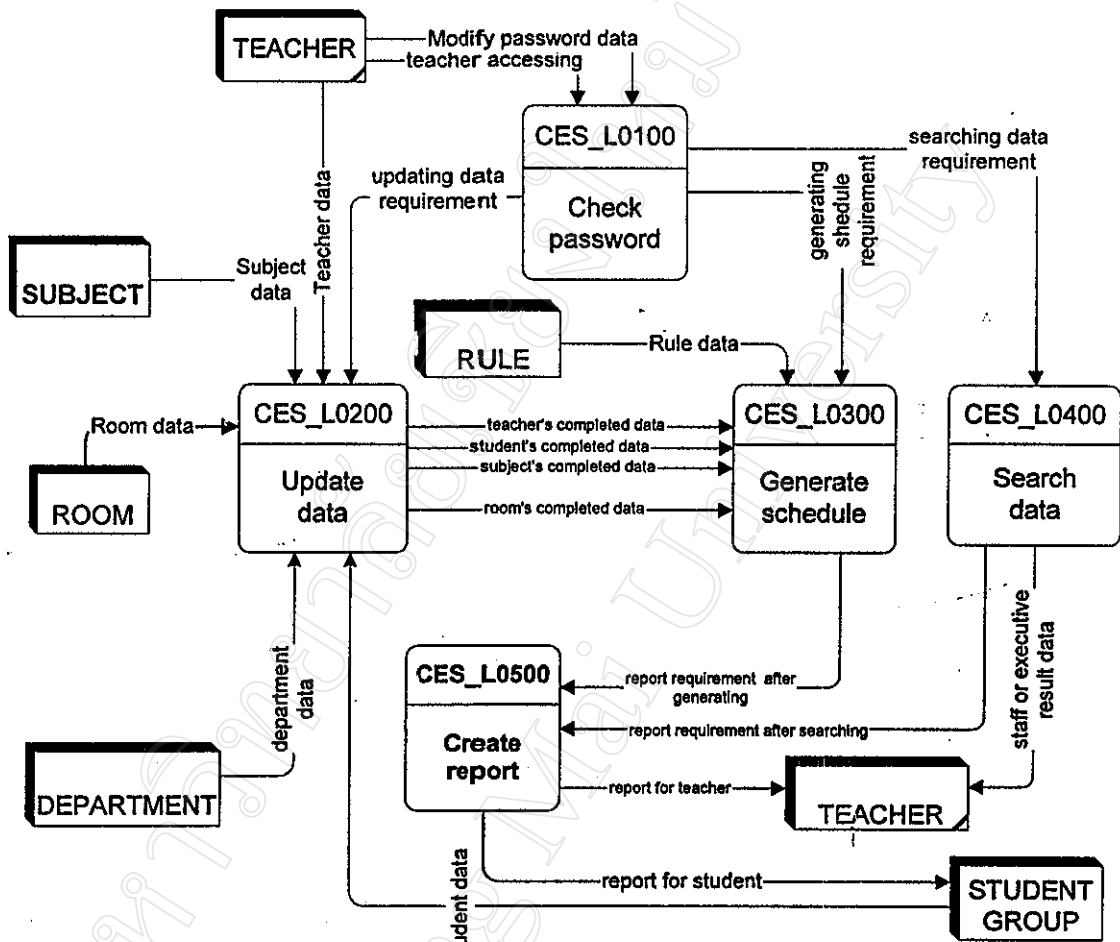 TEACHER
Modify password data
teacher accessing
CES_L0100
Check
password
searching data
requirement
updating data
requirement
generating
shedule
requirement
Teacher data
SUBJECT
Subject
data
RULE
Rule data
CES_L0200
Update
data
Room data
ROOM
teacher's completed data
student's completed data
subject's completed data
room's completed data
CES_L0300
Generate
schedule
CES_L0400
Search
data
department
data
DEPARTMENT
CES_L0500
Create
report
report requirement after
generating
report requirement after searching
staff or executive
result data
report for teacher
TEACHER
report for student
udent data
STUDENT
GROUP
Mai University